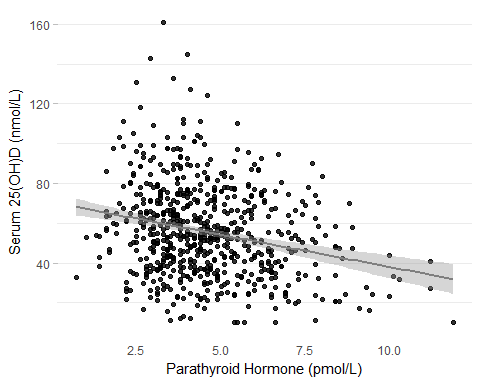 Serum 25(OH)D (nmol/L)
160
120
80
40
2.5 5.0 7.5 10.0
Parathyroid Hormone (pmol/L)